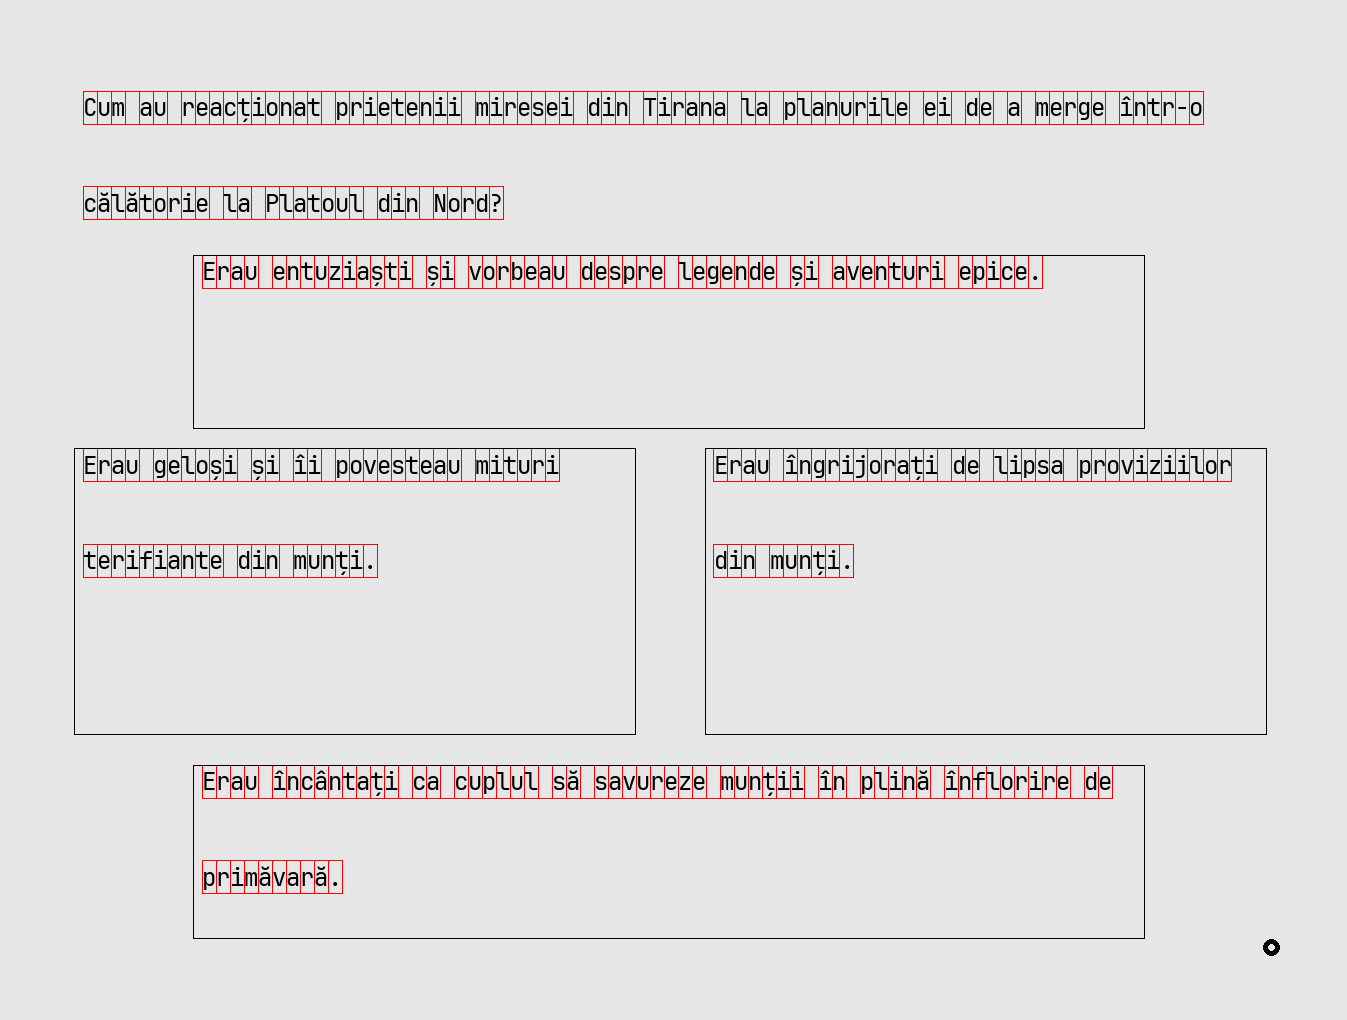 Cum au reacționat prietenii miresei din Tirana la planurile ei de a merge într-o
călătorie la Platoul din Nord?
Erau entuziaști și vorbeau despre legende și aventuri epice.
Erau geloși și îi povesteau mituri
terifiante din munți.
Erau îngrijorați de lipsa proviziilor
din munți.
Erau încântați ca cuplul să savureze munții în plină înflorire de
primăvară.